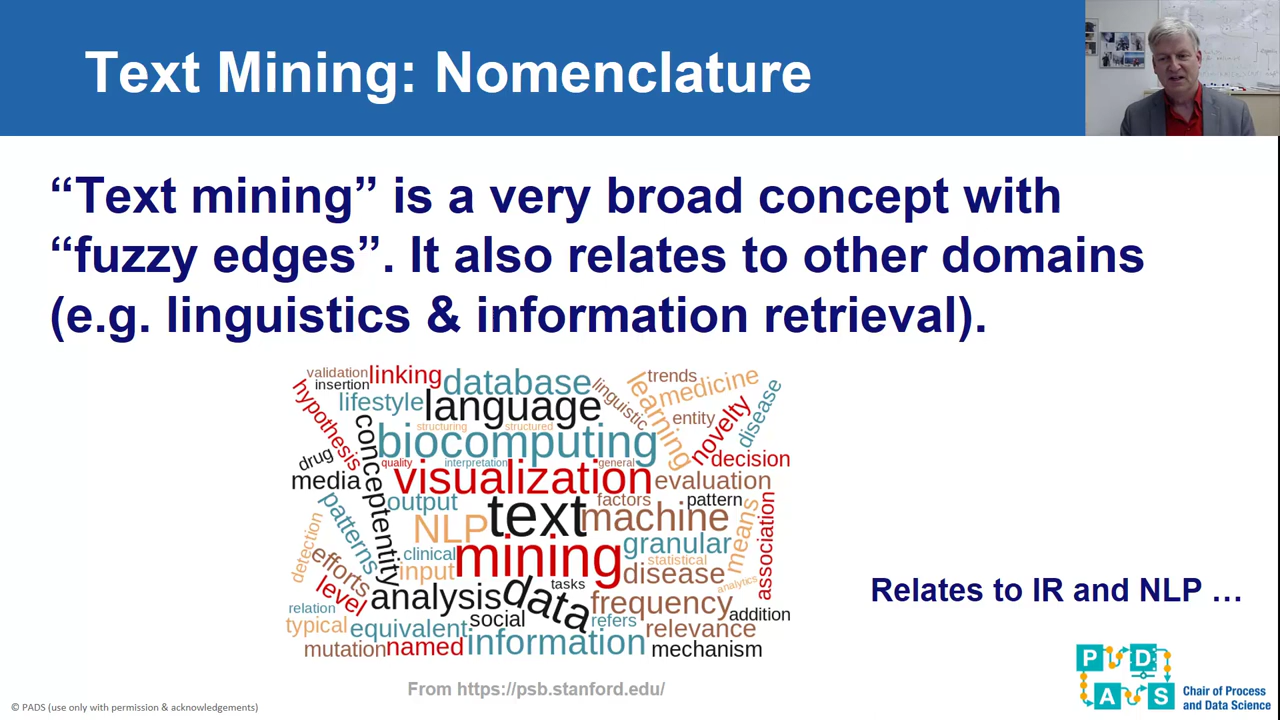 Text Mining: Nomenclature
“Text mining” is a very broad concept with
“fuzzy edges”. It also relates to other domains
(e.g. linguistics & information retrieval).
validation
linking
database
insertion
lifestyle
language
hypothesis
linguistic
learning
trends
medicine
entity
novelty
disease
decision
structuring
structured
biocomputing
conceptentity
drug
media
quality
interpretation
general
visualization
evaluation
output
patterns
text
factors
pattern
machine
NLP
means
association
detection
efforts
clinical
mining
granular
statistical
input
tasks
disease
analytics
level
analysis
data
frequency
addition
relation
social
refers
typical
equivalent
information
relevance
mutation
named
mechanism
Relates to IR and NLP …
From https://psb.stanford.edu/
P D
A S
Chair of Process
and Data Science
© PADS (use only with permission & acknowledgements)